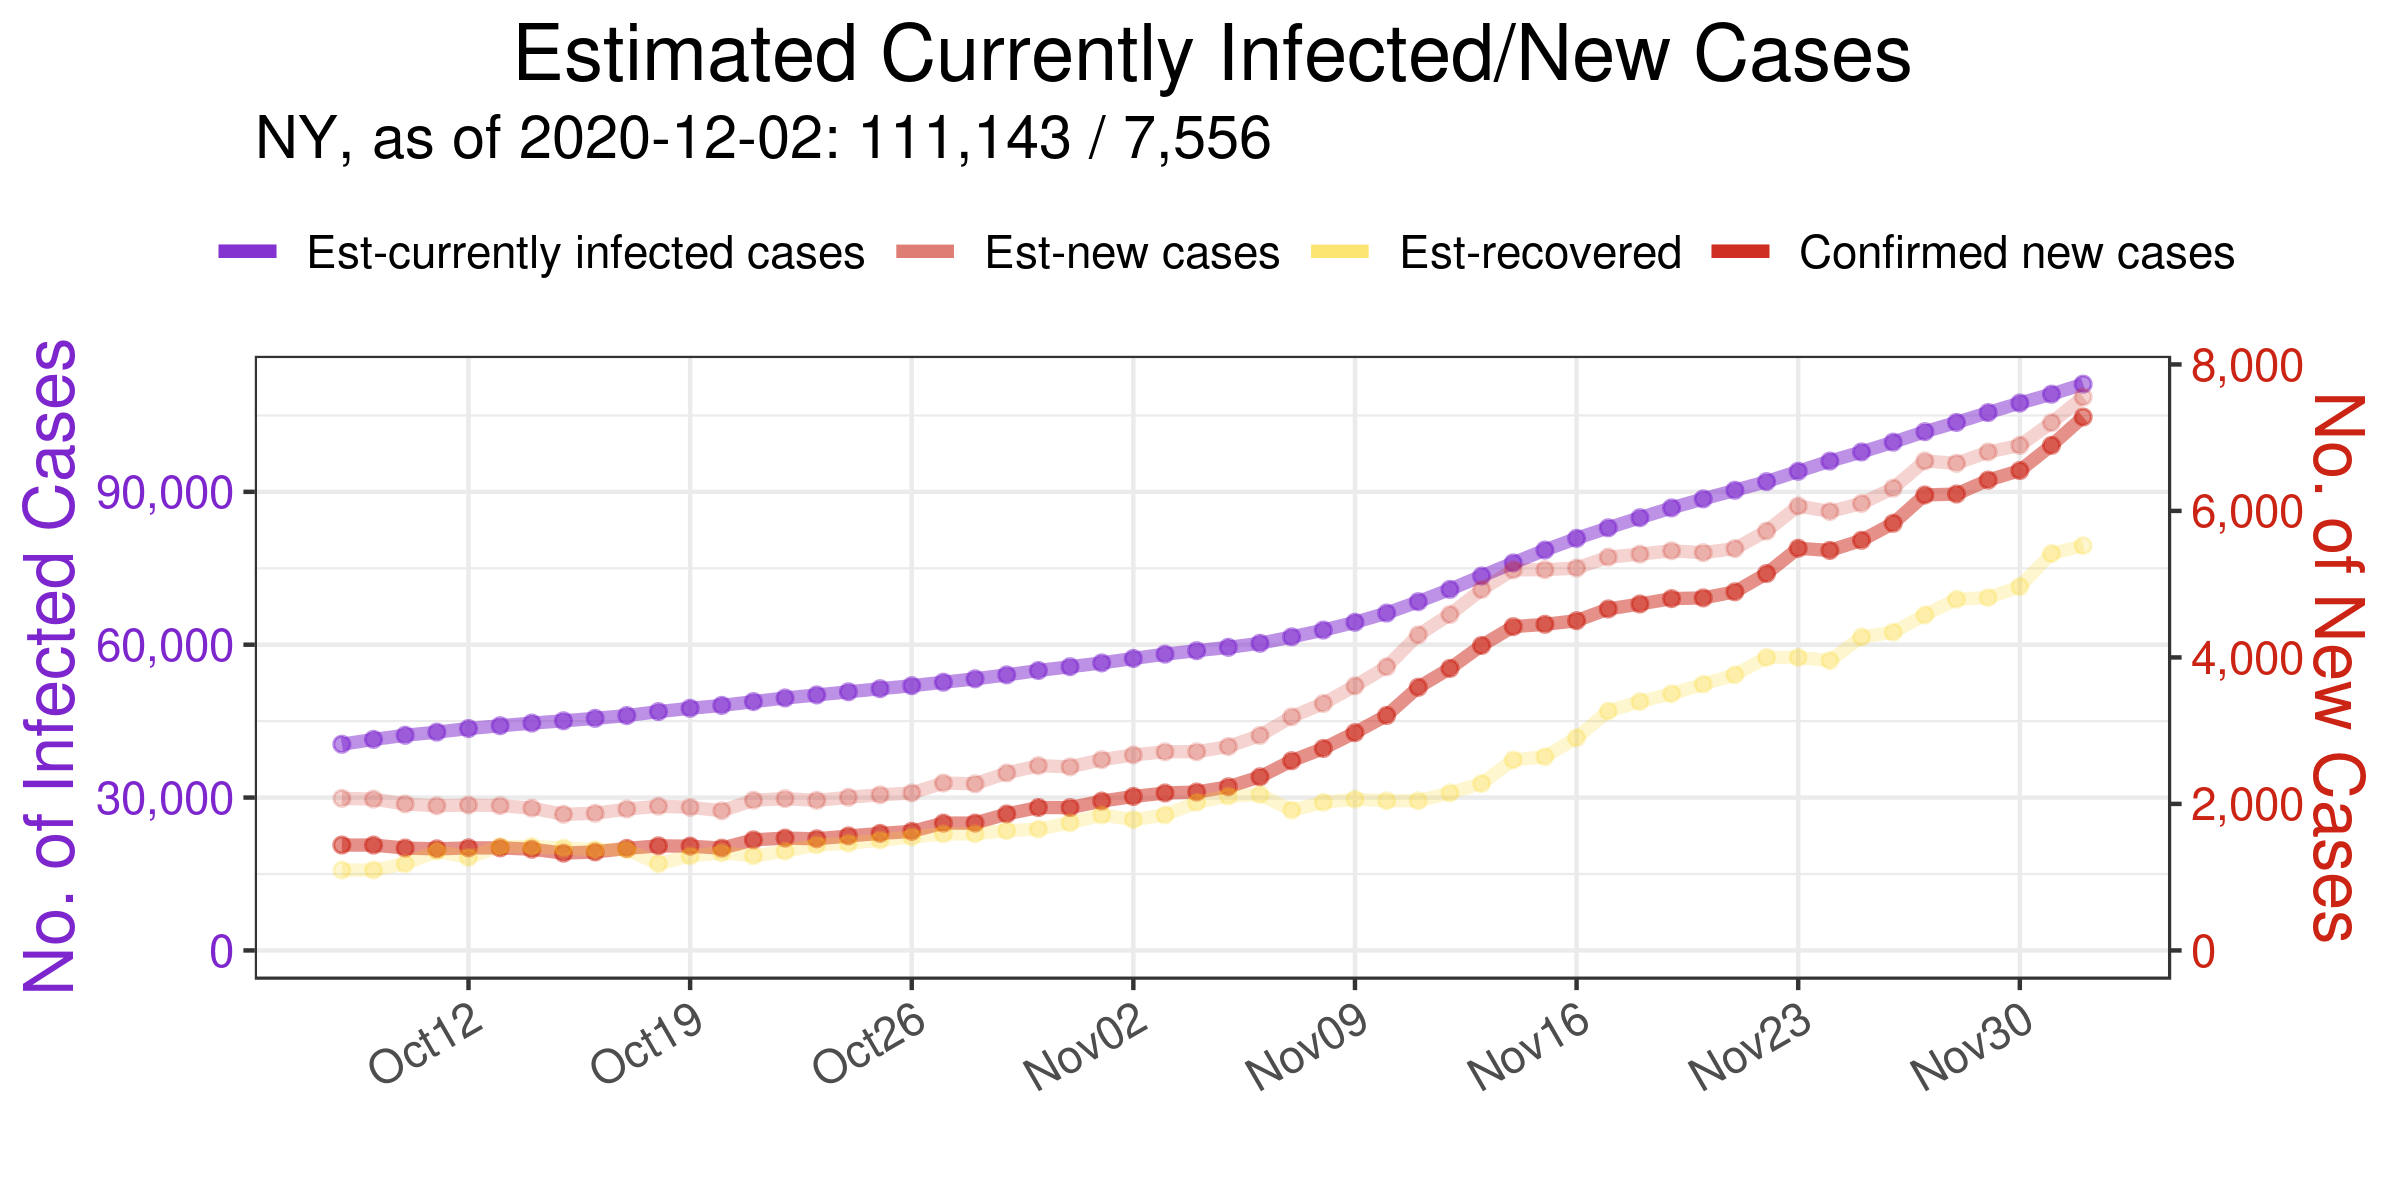 Estimated Currently Infected/New Cases
NY, as of 2020-12-02: 111,143 / 7,556
Est-currently infected cases Est-new cases Est-recovered Confirmed new cases
No. of Infected Cases
90,000
60,000
30,000
0
8,000
6,000
4,000
2,000
0
No. of New Cases
Oct12 Oct19 Oct26 Nov02 Nov09 Nov16 Nov23 Nov30